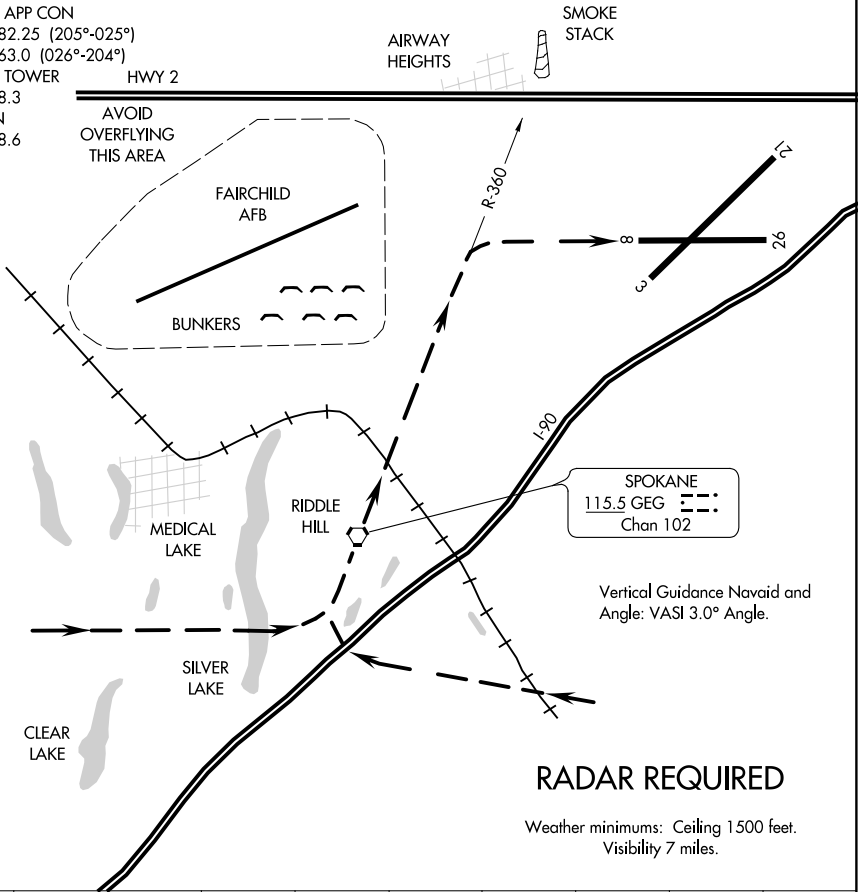 APP CON
82.25 (205°-025°)
63.0 (026°-204°)
TOWER
8.3
N
8.6
HWY 2
AIRWAY
HEIGHTS
SMOKE
STACK
AVOID
OVERFLYING
THIS AREA
FAIRCHILD
AFB
BUNKERS
R-360
21
8
26
3
I-90
SPOKANE
115.5 GEG
Chan 102
RIDDLE
HILL
MEDICAL
LAKE
Vertical Guidance Navaid and
Angle: VASI 3.0° Angle.
SILVER
LAKE
CLEAR
LAKE
RADAR REQUIRED
Weather minimums: Ceiling 1500 feet.
Visibility 7 miles.